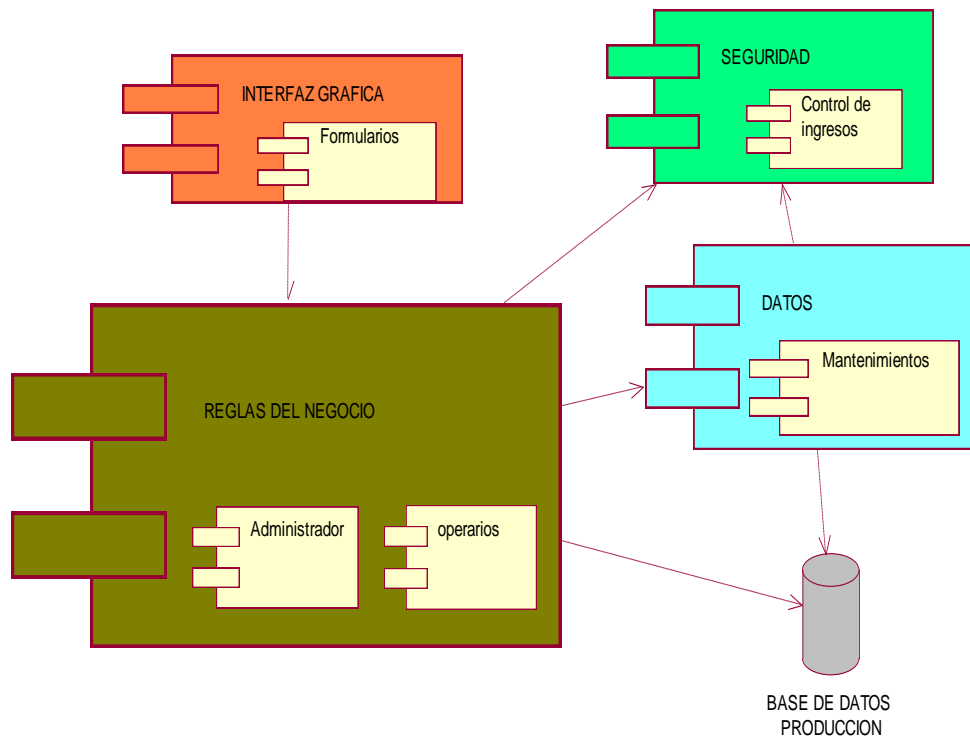 INTERFAZ GRAFICA
Formularios
SEGURIDAD
Control de
ingresos
DATOS
Mantenimientos
REGLAS DEL NEGOCIO
Administrador
operarios
BASE DE DATOS
PRODUCCION